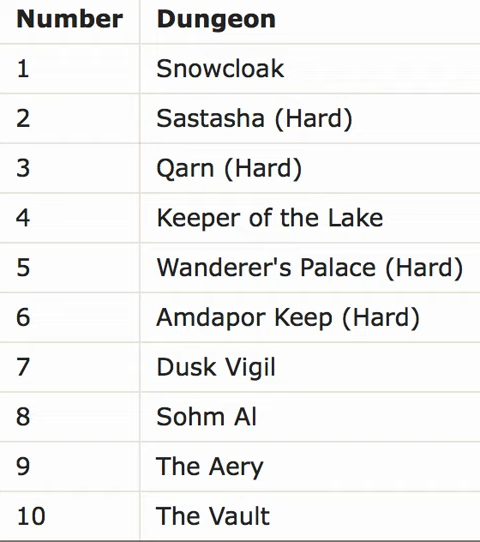 Number Dungeon
1 Snowcloak
2 Sastasha (Hard)
3 Qarn (Hard)
4 Keeper of the Lake
5 Wanderer's Palace (Hard)
6 Amdapor Keep (Hard)
7 Dusk Vigil
8 Sohm Al
9 The Aery
10 The Vault